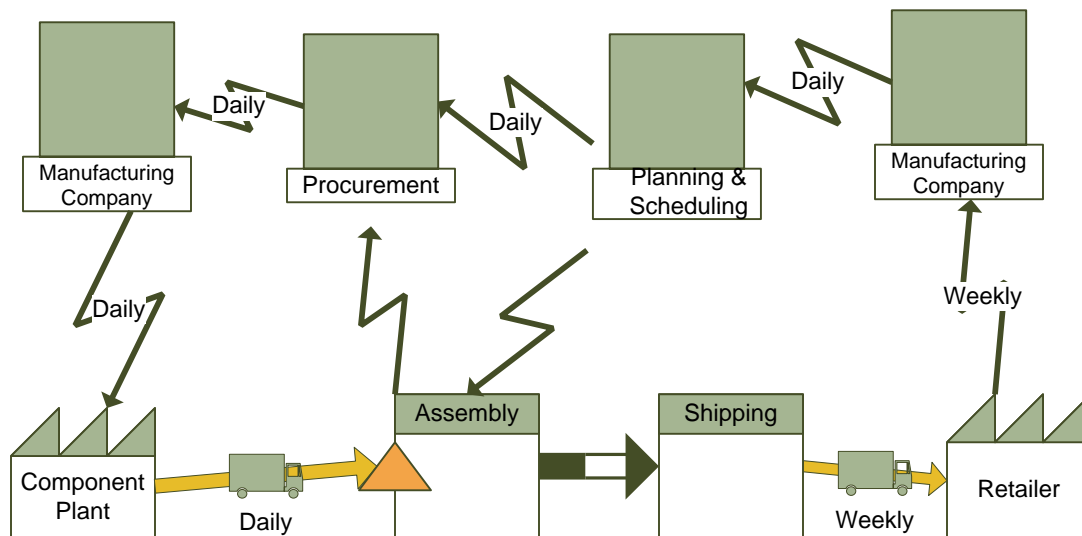 Daily
Daily
Daily
Manufacturing
Company
Procurement
Planning &
Scheduling
Manufacturing
Company
Daily
Weekly
Assembly
Shipping
Component
Plant
Daily
Weekly
Retailer